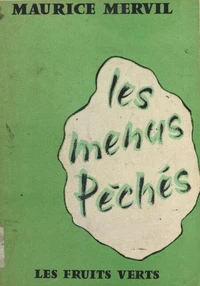 MAURICE MERVIL
les
menus
Péchés
LES FRUITS VERTS